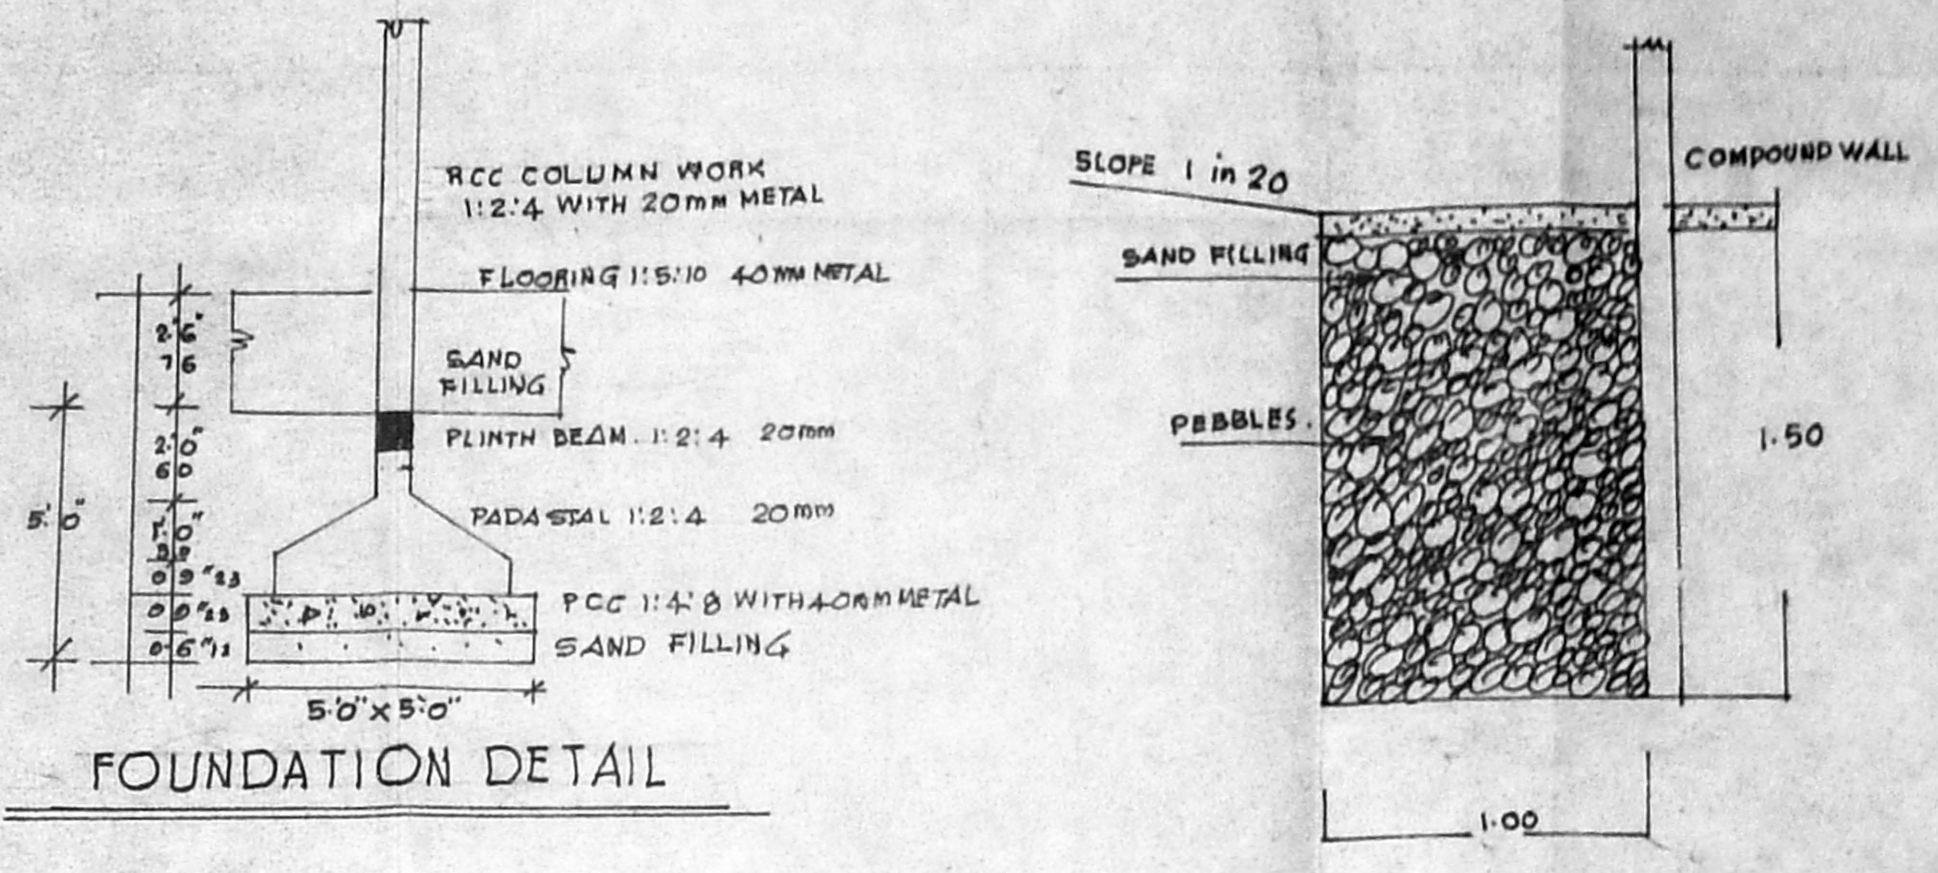 RCC COLUMN WORK
1:2:4 WITH 20mm METAL
FLOORING 1:5:10 40MM METAL
2'6"
76
SAND
FILLING
PLINTH BEAM. 1:2:4 20mm
2'0"
60
5'0"
PADASTAL 1:2:4 20mm
1'0"
0 9"23
PCC 1:4:8 WITH 40MM METAL
0 9"23
SAND FILLING
0 6"
5'0" X 5'0"
FOUNDATION DETAIL
SLOPE 1 in 20
COMPOUND WALL
SAND FILLING
PEBBLES.
1.50
1.00